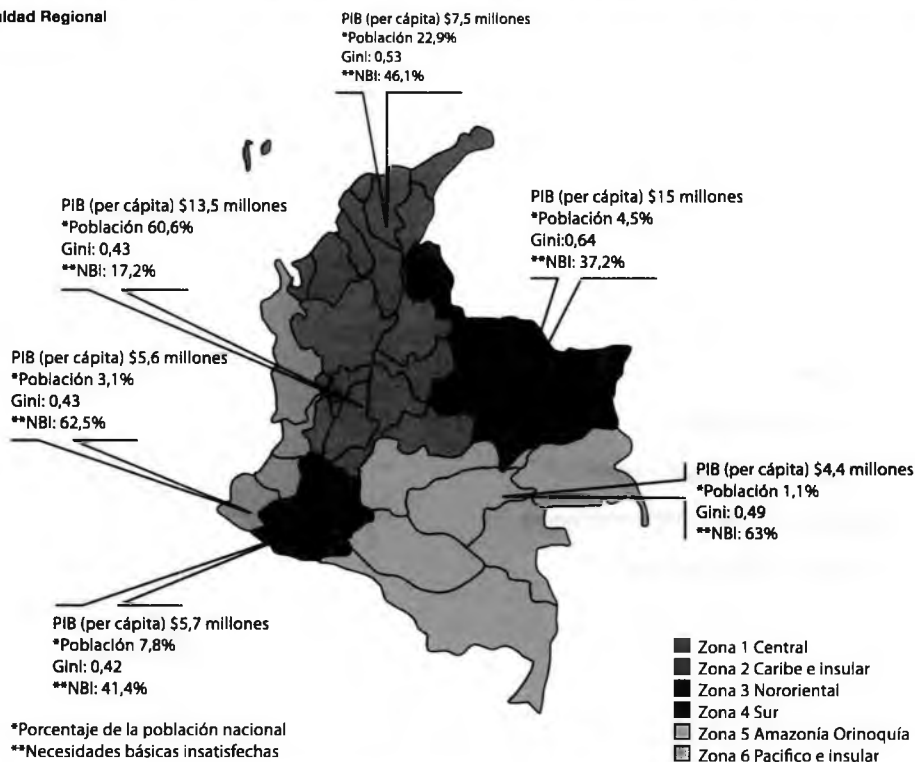 ldad Regional
PIB (per cápita) $7,5 millones
*Población 22,9%
Gini: 0,53
**NBI: 46,1%
PIB (per cápita) $13,5 millones
*Población 60,6%
Gini: 0,43
**NBI: 17,2%
PIB (per cápita) $15 millones
*Población 4,5%
Gini:0,64
**NBI: 37,2%
PIB (per cápita) $5,6 millones
*Población 3,1%
Gini: 0,43
**NBI: 62,5%
PIB (per cápita) $4,4 millones
*Población 1,1%
Gini: 0,49
**NBI: 63%
PIB (per cápita) $5,7 millones
*Población 7,8%
Gini: 0,42
**NBI: 41,4%
*Porcentaje de la población nacional
**Necesidades básicas insatisfechas
Zona 1 Central
Zona 2 Caribe e insular
Zona 3 Nororiental
Zona 4 Sur
Zona 5 Amazonía Orinoquía
Zona 6 Pacifico e insular